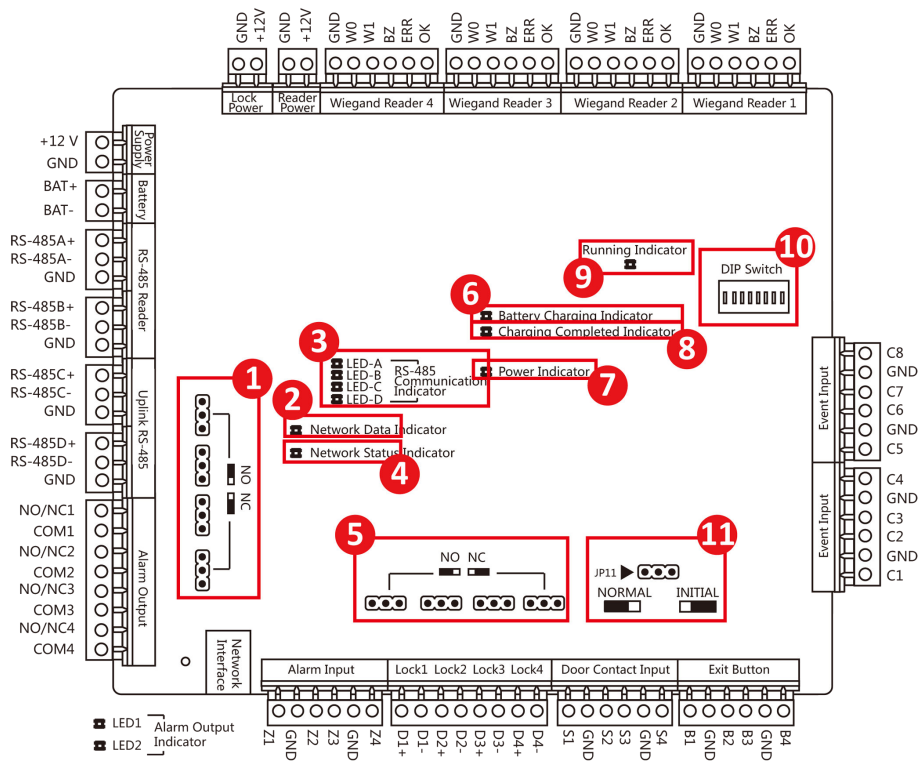 GND +12V GND +12V GND W0 W1 BZ ERR OK GND W0 W1 BZ ERR OK GND W0 W1 BZ ERR OK GND W0 W1 BZ ERR OK
Lock Power
Reader Power
Wiegand Reader 4
Wiegand Reader 3
Wiegand Reader 2
Wiegand Reader 1
+12 V
GND
Power Supply
BAT+
BAT-
Battery
RS-485A+
RS-485A-
GND
RS-485B+
RS-485B-
GND
RS-485 Reader
RS-485C+
RS-485C-
GND
RS-485D+
RS-485D-
GND
Uplink RS-485
NO/NC1
COM1
NO/NC2
COM2
NO/NC3
COM3
NO/NC4
COM4
Alarm Output
9
Running Indicator
10
DIP Switch
6
Battery Charging Indicator
Charging Completed Indicator
8
3
LED-A
LED-B
LED-C
LED-D
RS-485
Communication
Indicator
Power Indicator
7
1
NO
NC
2
Network Data Indicator
Network Status Indicator
4
5
NO NC
11
JP11
NORMAL INITIAL
C8
GND
C7
C6
GND
C5
Event Input
C4
GND
C3
C2
GND
C1
Event Input
Network
Interface
Alarm Input
Lock1 Lock2 Lock3 Lock4
Door Contact Input
Exit Button
Z1 GND Z2 Z3 GND Z4
D1+ D1- D2+ D2- D3+ D3- D4+ D4-
S1 GND S2 S3 GND S4
B1 GND B2 B3 GND B4
LED1
LED2
Alarm Output
Indicator